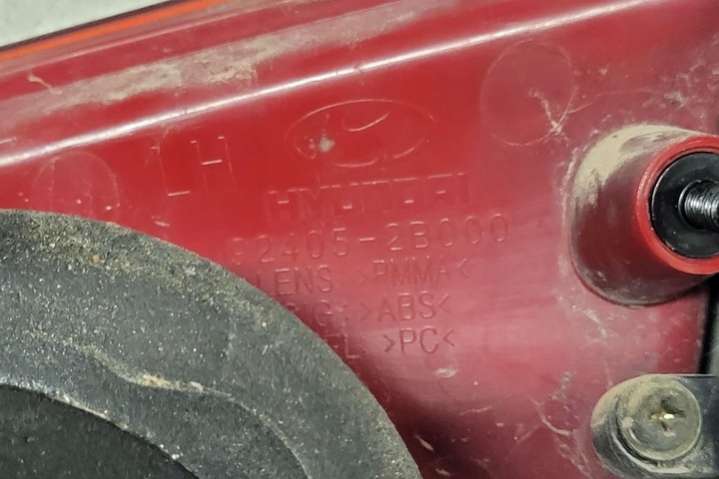 LH
HYUNDAI
92405-2B000
LENS >PMMA<
>ABS<
>PC<